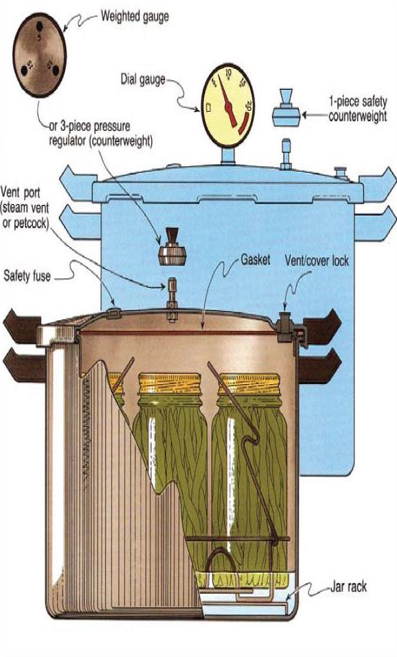 Weighted gauge
Dial gauge
1-piece safety
counterweight
or 3-piece pressure
regulator (counterweight)
Vent port
(steam vent
or petcock)
Safety fuse
Gasket
Vent/cover lock
Jar rack